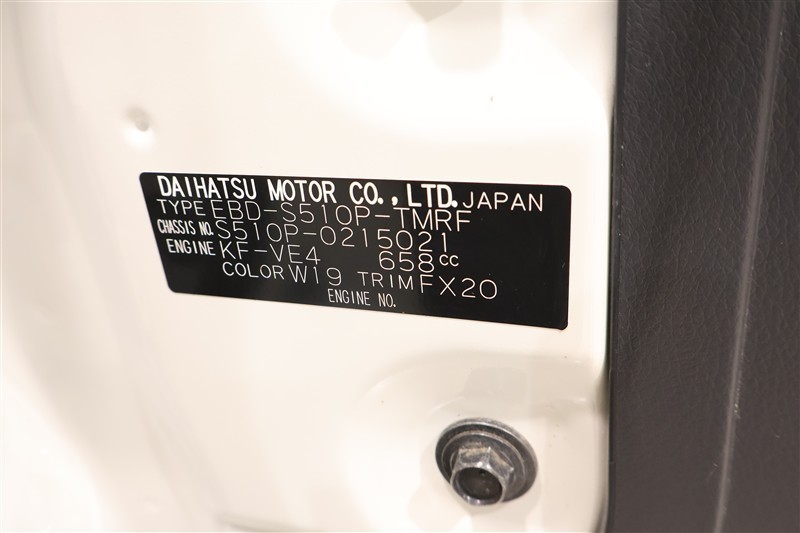 DAIHATSU MOTOR CO., LTD. JAPAN
TYPE EBD-S510P-TMRF
CHASSIS NO. S510P-0215021
ENGINE KF-VE4 658cc
COLOR W19 TRIM FX20
ENGINE NO.